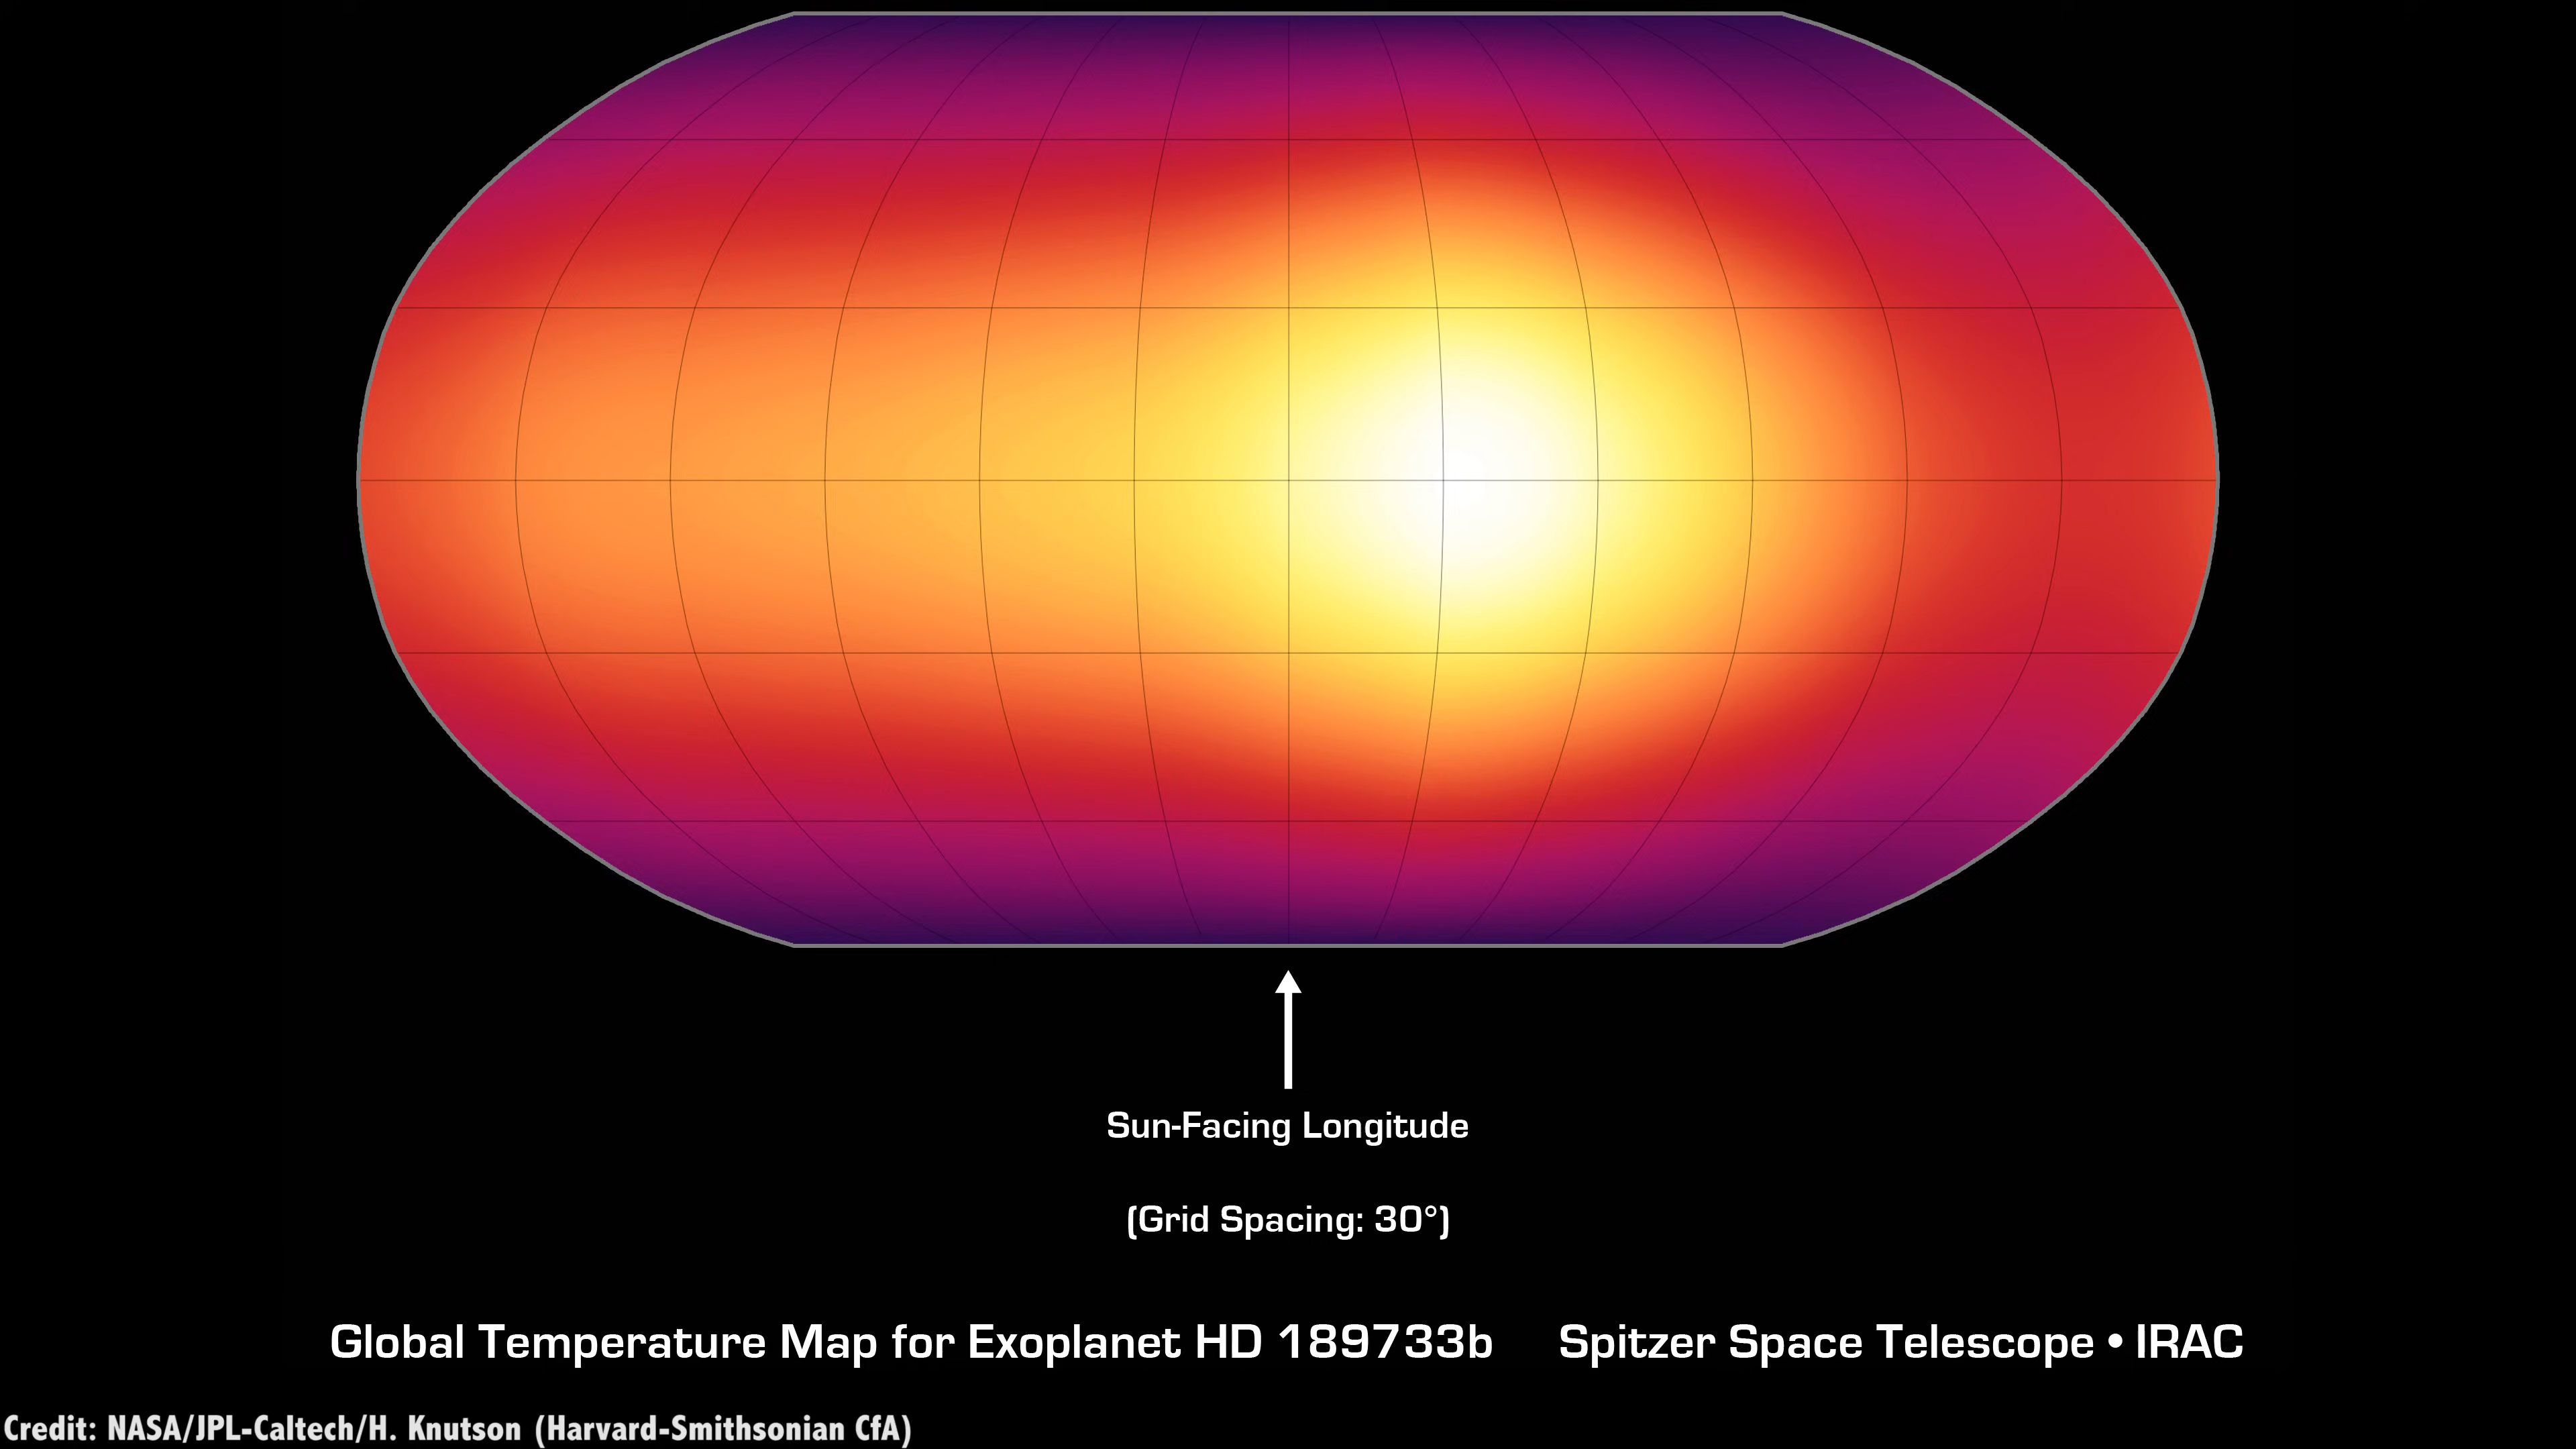 Sun-Facing Longitude
(Grid Spacing: 30°)
Global Temperature Map for Exoplanet HD 189733b Spitzer Space Telescope • IRAC
Credit: NASA/JPL-Caltech/H. Knutson (Harvard-Smithsonian CfA)